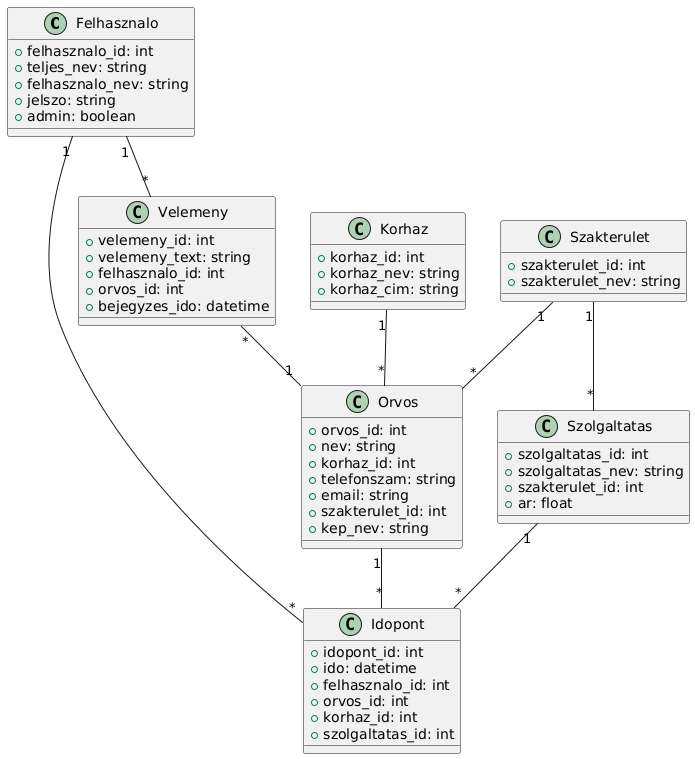 C Felhasznalo
felhasznalo_id: int
teljes_nev: string
felhasznalo_nev: string
jelszo: string
admin: boolean
1
1
*
C Velemeny
velemeny_id: int
velemeny_text: string
felhasznalo_id: int
orvos_id: int
bejegyzes_ido: datetime
C Korhaz
korhaz_id: int
korhaz_nev: string
korhaz_cim: string
C Szakterulet
szakterulet_id: int
szakterulet_nev: string
*
1
1
*
1
*
1
*
C Orvos
orvos_id: int
nev: string
korhaz_id: int
telefonszam: string
email: string
szakterulet_id: int
kep_nev: string
C Szolgaltatas
szolgaltatas_id: int
szolgaltatas_nev: string
szakterulet_id: int
ar: float
1
1
*
*
*
C Idopont
idopont_id: int
ido: datetime
felhasznalo_id: int
orvos_id: int
korhaz_id: int
szolgaltatas_id: int